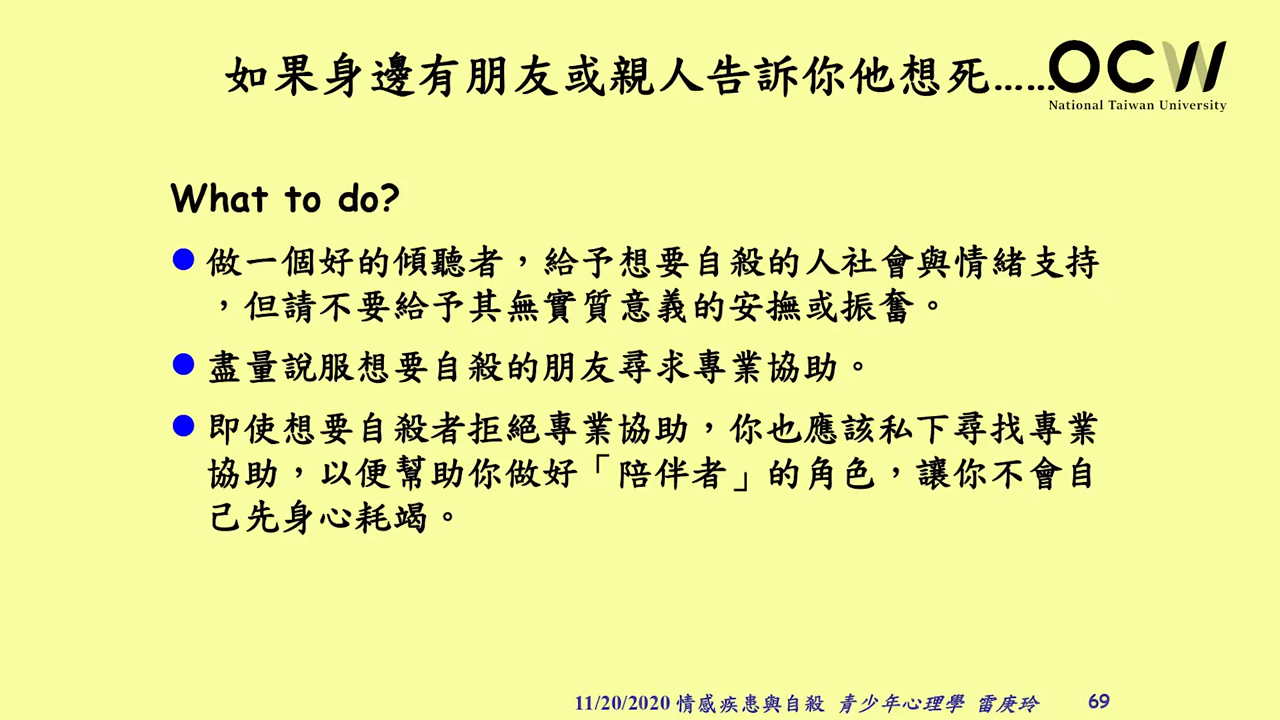 如果身邊有朋友或親人告訴你他想死……
OCW
National Taiwan University
What to do?
做一個好的傾聽者，給予想要自殺的人社會與情緒支持
，但請不要給予其無實質意義的安撫或振奮。
盡量說服想要自殺的朋友尋求專業協助。
即使想要自殺者拒絕專業協助，你也應該私下尋找專業
協助，以便幫助你做好「陪伴者」的角色，讓你不會自
己先身心耗竭。
11/20/2020 情感疾患與自殺 青少年心理學 雷庚玲 69